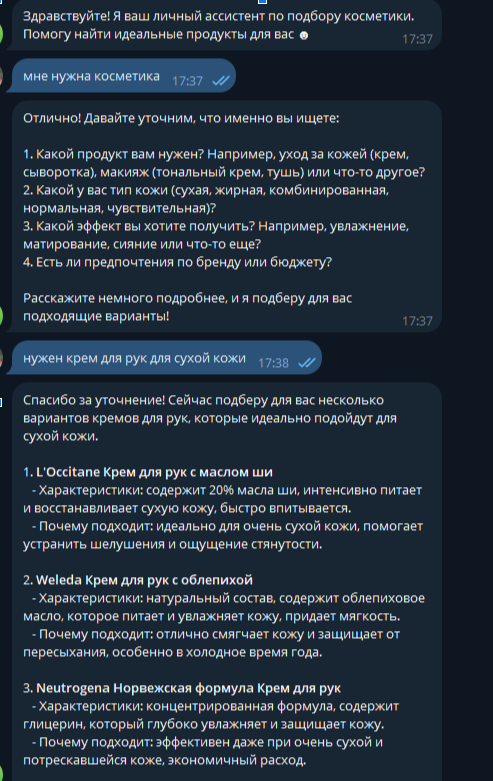 Здравствуйте! Я ваш личный ассистент по подбору косметики.
Помогу найти идеальные продукты для вас ☻
17:37
мне нужна косметика 17:37
Отлично! Давайте уточним, что именно вы ищете:
1. Какой продукт вам нужен? Например, уход за кожей (крем,
сыворотка), макияж (тональный крем, тушь) или что-то другое?
2. Какой у вас тип кожи (сухая, жирная, комбинированная,
нормальная, чувствительная)?
3. Какой эффект вы хотите получить? Например, увлажнение,
матирование, сияние или что-то еще?
4. Есть ли предпочтения по бренду или бюджету?
Расскажите немного подробнее, и я подберу для вас
подходящие варианты!
17:37
нужен крем для рук для сухой кожи 17:38
Спасибо за уточнение! Сейчас подберу для вас несколько
вариантов кремов для рук, которые идеально подойдут для
сухой кожи.
1. L'Occitane Крем для рук с маслом ши
- Характеристики: содержит 20% масла ши, интенсивно питает
и восстанавливает сухую кожу, быстро впитывается.
- Почему подходит: идеально для очень сухой кожи, помогает
устранить шелушения и ощущение стянутости.
2. Weleda Крем для рук с облепихой
- Характеристики: натуральный состав, содержит облепиховое
масло, которое питает и увлажняет кожу, придает мягкость.
- Почему подходит: отлично смягчает кожу и защищает от
пересыхания, особенно в холодное время года.
3. Neutrogena Норвежская формула Крем для рук
- Характеристики: концентрированная формула, содержит
глицерин, который глубоко увлажняет и защищает кожу.
- Почему подходит: эффективен даже при очень сухой и
потрескавшейся коже, экономичный расход.